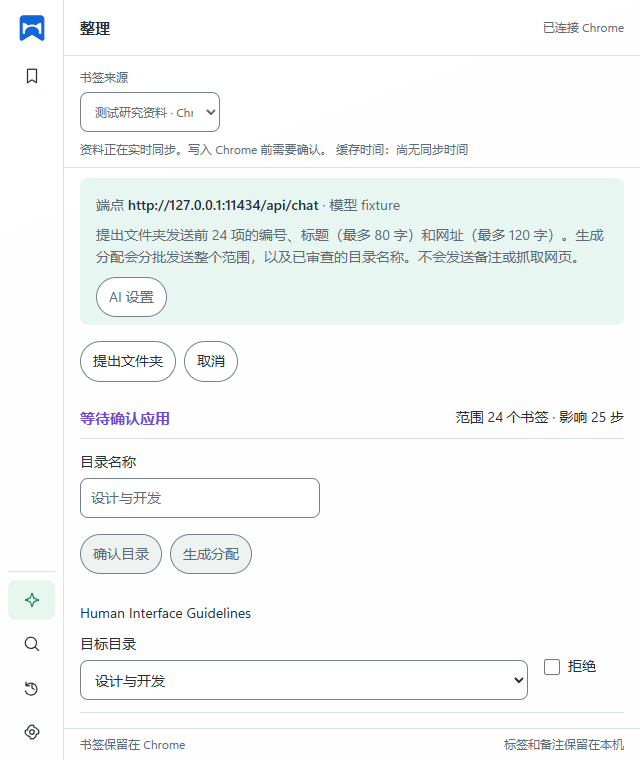 整理
已连接 Chrome
书签来源
测试研究资料 · Chr
资料正在实时同步。写入 Chrome 前需要确认。 缓存时间：尚无同步时间
端点 http://127.0.0.1:11434/api/chat · 模型 fixture
提出文件夹发送前 24 项的编号、标题（最多 80 字）和网址（最多 120 字）。生成
分配会分批发送整个范围，以及已审查的目录名称。不会发送备注或抓取网页。
AI 设置
提出文件夹
取消
等待确认应用
范围 24 个书签 · 影响 25 步
目录名称
设计与开发
确认目录
生成分配
Human Interface Guidelines
目标目录
设计与开发
拒绝
书签保留在 Chrome
标签和备注保留在本机